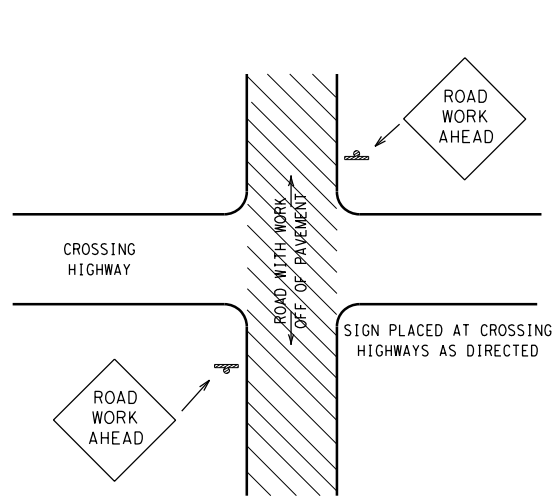 ROAD
WORK
AHEAD
ROAD WITH WORK
OFF OF PAVEMENT
CROSSING
HIGHWAY
SIGN PLACED AT CROSSING
HIGHWAYS AS DIRECTED
ROAD
WORK
AHEAD